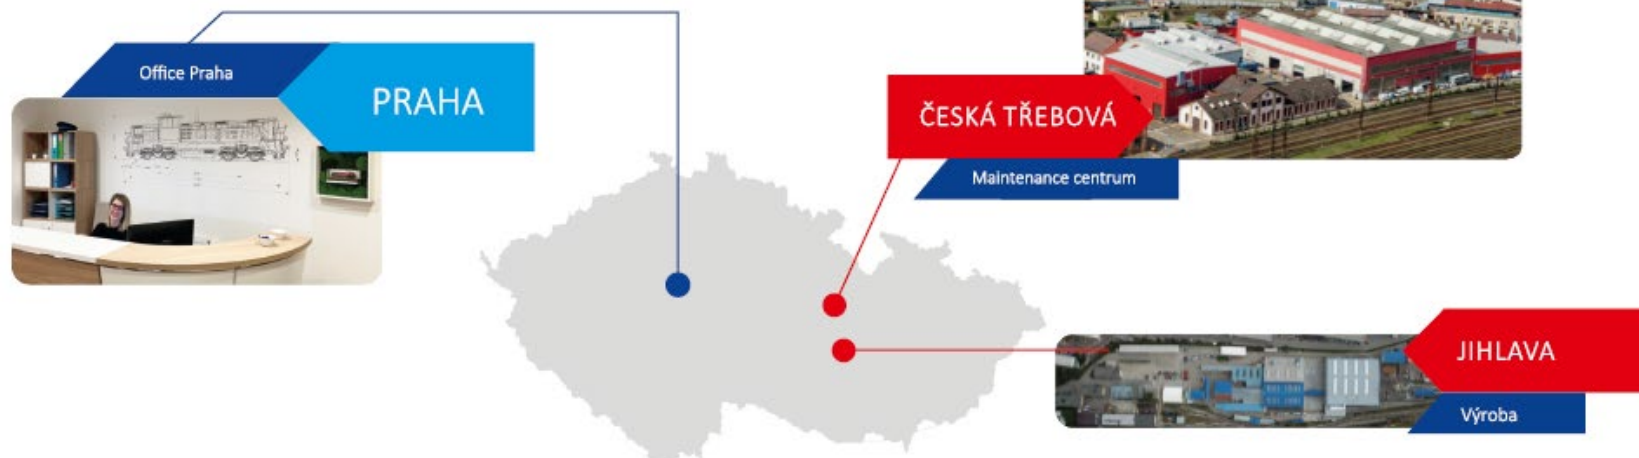 Office Praha
PRAHA
ČESKÁ TŘEBOVÁ
Maintenance centrum
JIHLAVA
Výroba